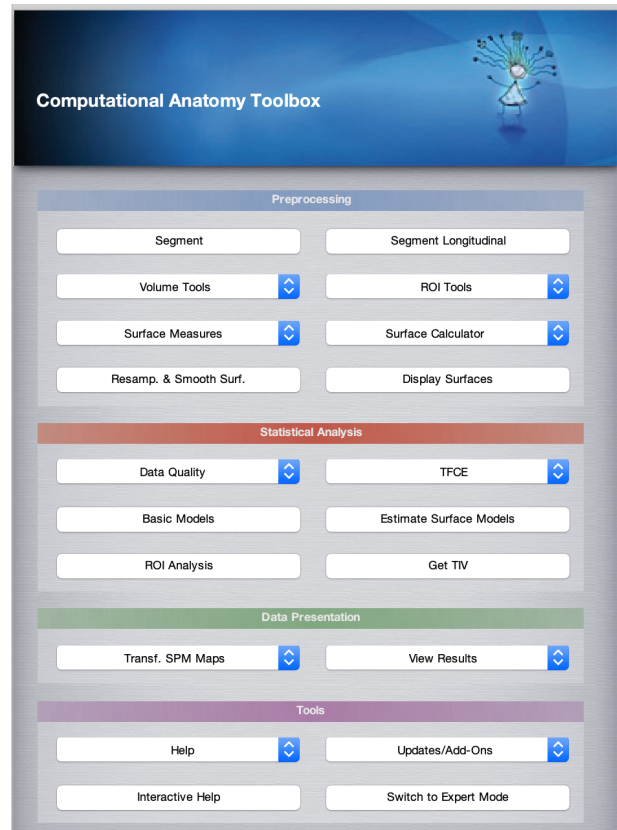 Computational Anatomy Toolbox
Preprocessing
Segment
Segment Longitudinal
Volume Tools
ROI Tools
Surface Measures
Surface Calculator
Resamp. & Smooth Surf.
Display Surfaces
Statistical Analysis
Data Quality
TFCE
Basic Models
Estimate Surface Models
ROI Analysis
Get TIV
Data Presentation
Transf. SPM Maps
View Results
Tools
Help
Updates/Add-Ons
Interactive Help
Switch to Expert Mode